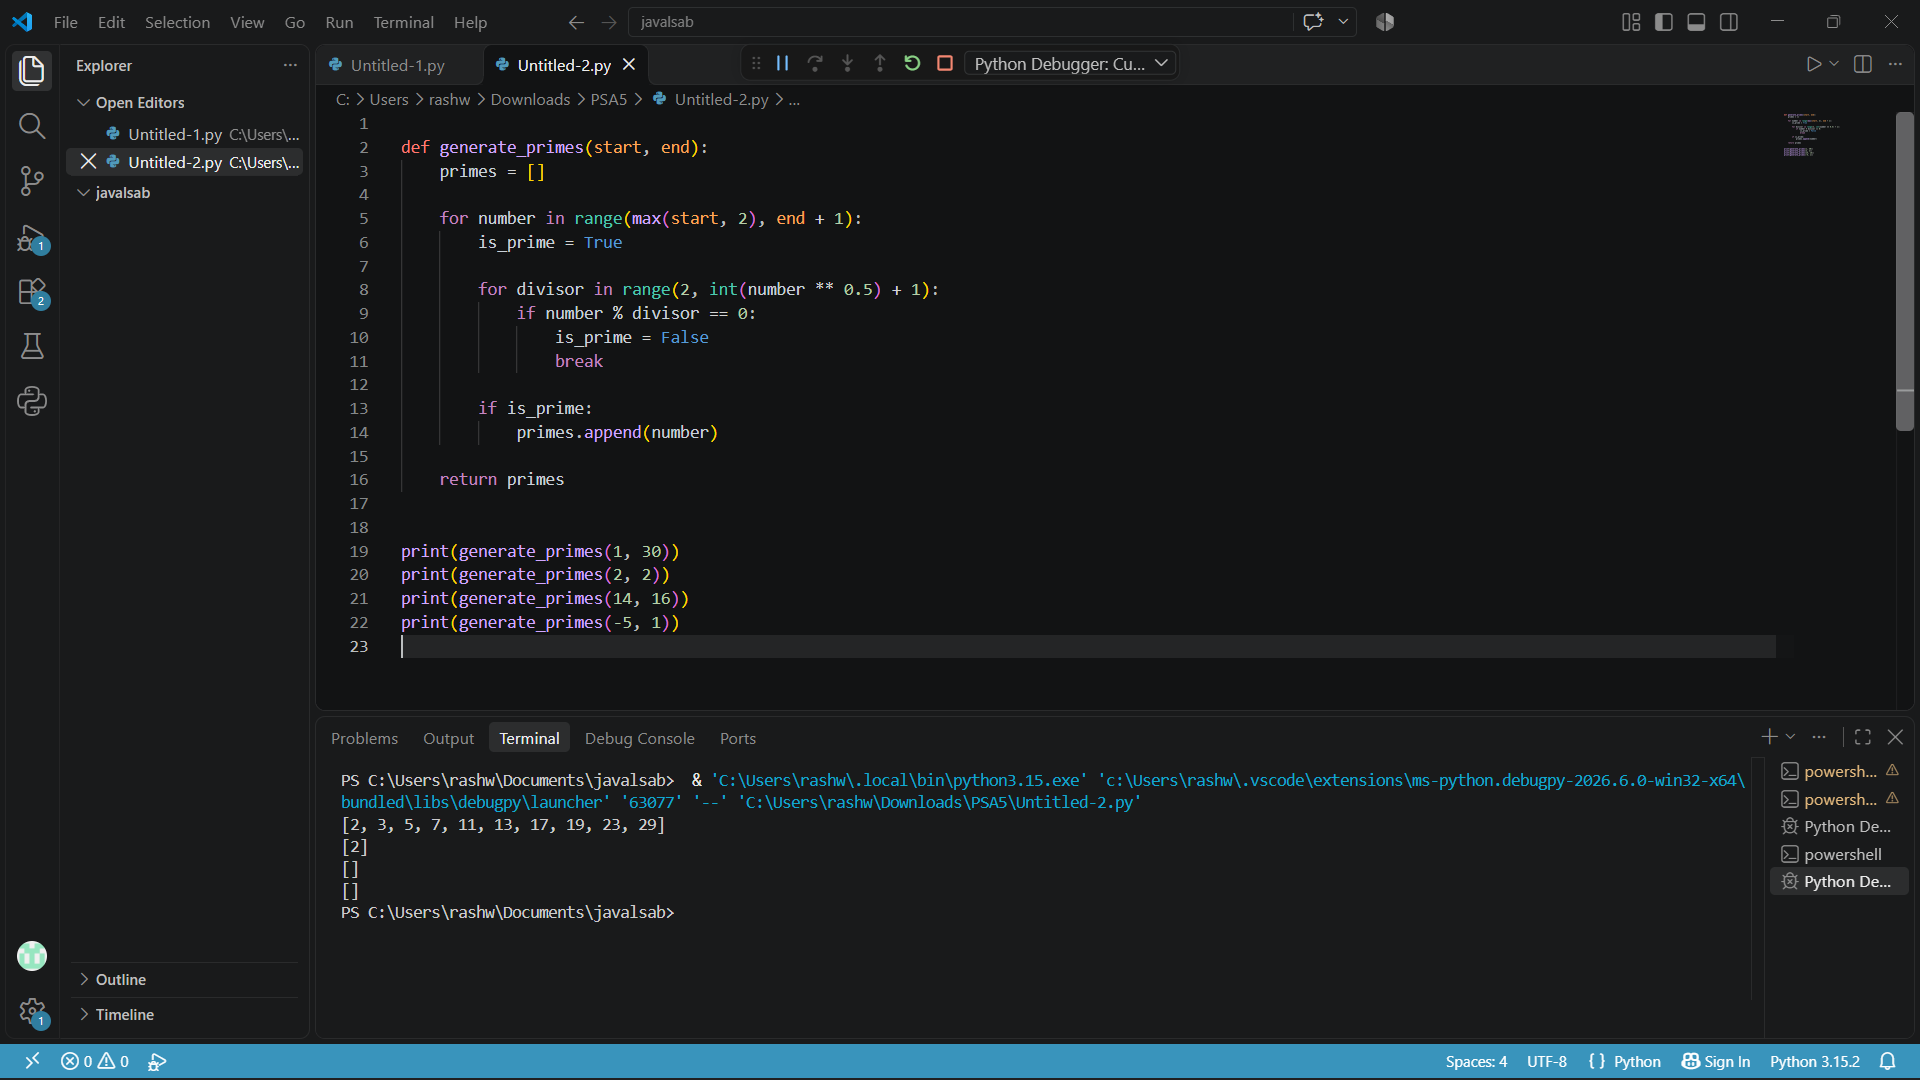 File Edit Selection View Go Run Terminal Help
javalsab
Explorer
Open Editors
Untitled-1.py C:\Users\...
Untitled-2.py C:\Users\...
javalsab
Outline
Timeline
1
2
1
Untitled-1.py
Untitled-2.py
Python Debugger: Cu...
C: > Users > rashw > Downloads > PSA5 > Untitled-2.py > ...
1
2 def generate_primes(start, end):
3     primes = []
4
5     for number in range(max(start, 2), end + 1):
6         is_prime = True
7
8         for divisor in range(2, int(number ** 0.5) + 1):
9             if number % divisor == 0:
10                 is_prime = False
11                 break
12
13         if is_prime:
14             primes.append(number)
15
16     return primes
17
18
19 print(generate_primes(1, 30))
20 print(generate_primes(2, 2))
21 print(generate_primes(14, 16))
22 print(generate_primes(-5, 1))
23
Problems Output Terminal Debug Console Ports
PS C:\Users\rashw\Documents\javalsab>  & 'C:\Users\rashw\.local\bin\python3.15.exe' 'c:\Users\rashw\.vscode\extensions\ms-python.debugpy-2026.6.0-win32-x64\
bundled\libs\debugpy\launcher' '63077' '--' 'C:\Users\rashw\Downloads\PSA5\Untitled-2.py'
[2, 3, 5, 7, 11, 13, 17, 19, 23, 29]
[2]
[]
[]
PS C:\Users\rashw\Documents\javalsab>
powersh...
powersh...
Python De...
powershell
Python De...
0 0
Spaces: 4 UTF-8 {} Python Sign In Python 3.15.2